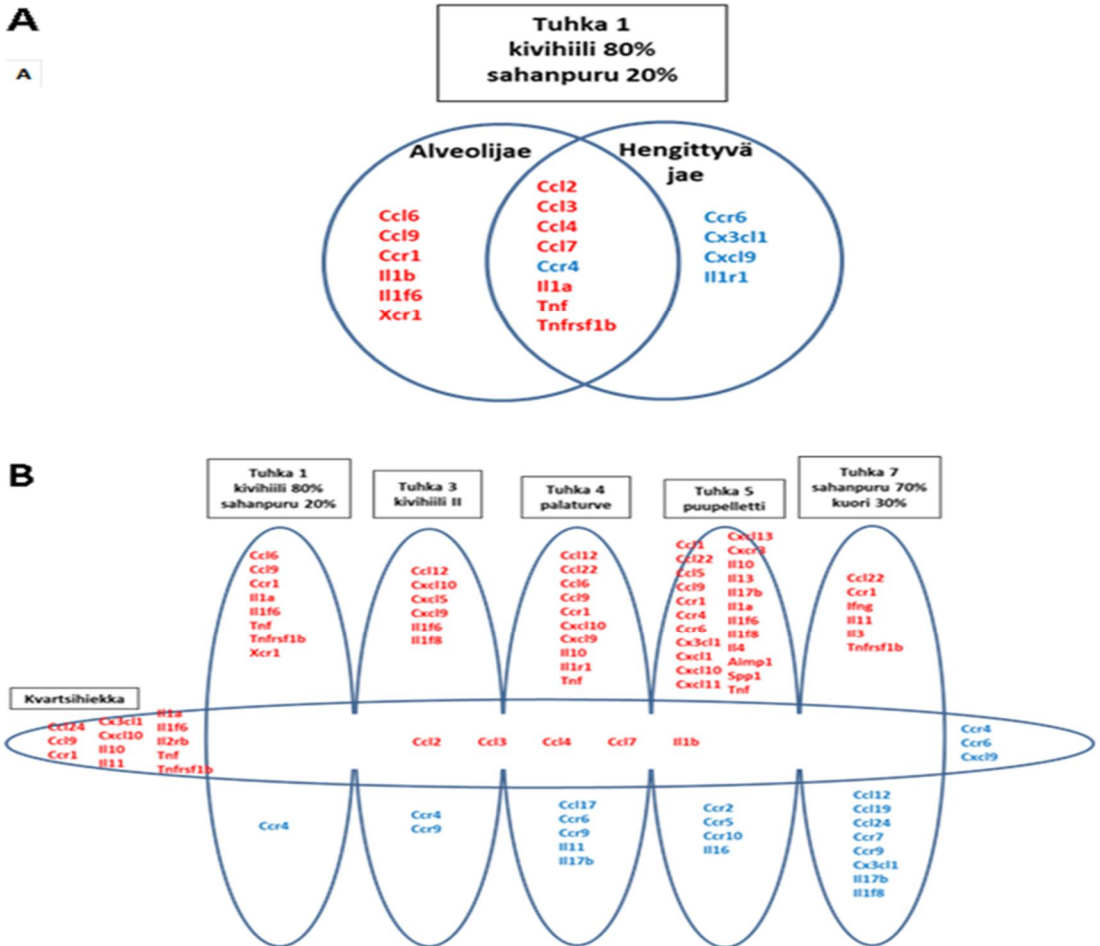 A
A
Tuhka 1
kivihiili 80%
sahanpuru 20%
Alveolijae
Hengittyvä
jae
Ccl6
Ccl9
Ccr1
Il1b
Il1f6
Xcr1
Ccl2
Ccl3
Ccl4
Ccl7
Ccr4
Il1a
Tnf
Tnfrsf1b
Ccr6
Cx3cl1
Cxcl9
Il1r1
B
Tuhka 1
kivihiili 80%
sahanpuru 20%
Tuhka 3
kivihiili II
Tuhka 4
palaturve
Tuhka 5
puupelletti
Tuhka 7
sahanpuru 70%
kuori 30%
Ccl6
Ccl9
Ccr1
Il1a
Il1f6
Tnf
Tnfrsf1b
Xcr1
Ccl12
Cxcl10
Cxcl5
Cxcl9
Il1f6
Il1f8
Ccl12
Ccl22
Ccl6
Ccl9
Ccr1
Cxcl10
Cxcl9
Il10
Il1r1
Tnf
Ccl1
Ccl22
Ccl5
Ccl9
Ccr1
Ccr4
Ccr6
Cx3cl1
Cxcl1
Cxcl10
Cxcl11
Cxcl13
Cxcr3
Il10
Il13
Il17b
Il1a
Il1f6
Il1f8
Il4
Aimp1
Spp1
Tnf
Ccl22
Ccr1
Ifng
Il11
Il3
Tnfrsf1b
Kvartsihiekka
Ccl24
Ccl9
Ccr1
Cx3cl1
Cxcl10
Il10
Il11
Il1a
Il1f6
Il2rb
Tnf
Tnfrsf1b
Ccl2 Ccl3 Ccl4 Ccl7 Il1b
Ccr4
Ccr6
Cxcl9
Ccr4
Ccr4
Ccr9
Ccl17
Ccr6
Ccr9
Il11
Il17b
Ccr2
Ccr5
Ccr10
Il16
Ccl12
Ccl19
Ccl24
Ccr7
Ccr9
Cx3cl1
Il17b
Il1f8